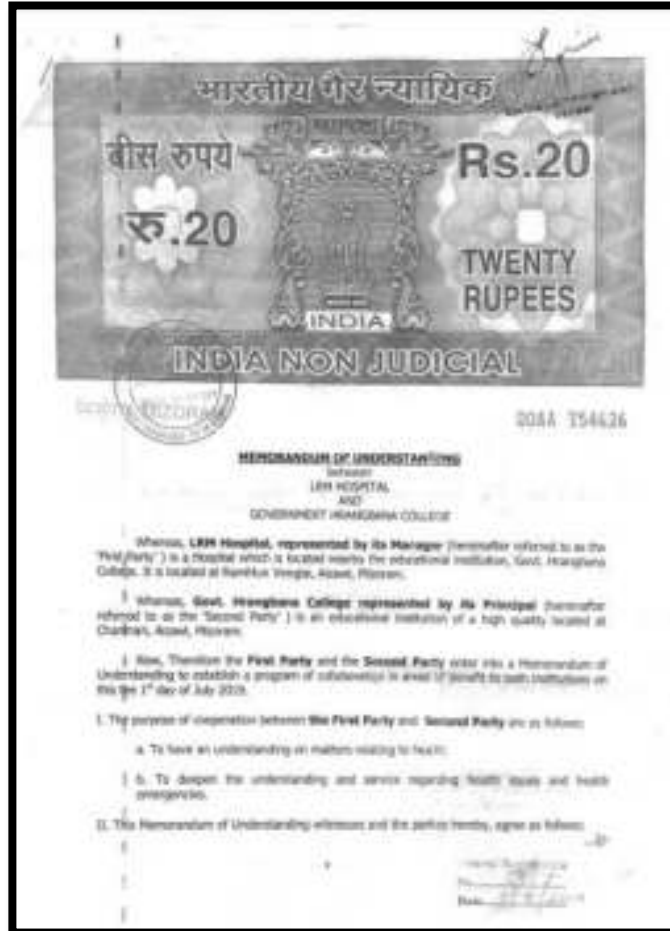 भारतीय गैर न्यायिक
बीस रुपये
Rs.20
रु.20
TWENTY
RUPEES
INDIA
INDIA NON JUDICIAL
MIZORAM
MEMORANDUM OF UNDERSTANDING
between
LRM HOSPITAL
AND
GOVERNMENT HRANGBANA COLLEGE
Whereas, LRM Hospital, represented by its Manager (hereinafter referred to as the
'First Party') is a Hospital which is located nearby the educational institution, Govt. Hrangbana
College. It is located at Ramhlun Venglai, Aizawl, Mizoram.
Whereas, Govt. Hrangbana College represented by its Principal (hereinafter
referred to as the 'Second Party') is an educational institution of a high quality located at
Chanmari, Aizawl, Mizoram.
Now, Therefore the First Party and the Second Party enter into a Memorandum of
Understanding to establish a program of collaboration in areas of benefit to both institutions on
this the 1st day of July 2019.
I. The purpose of cooperation between the First Party and Second Party are as follows:
a. To have an understanding on matters relating to health.
b. To deepen the understanding and service regarding health issues and health
emergencies.
II. This Memorandum of Understanding witnesses and the parties hereby, agree as follows: